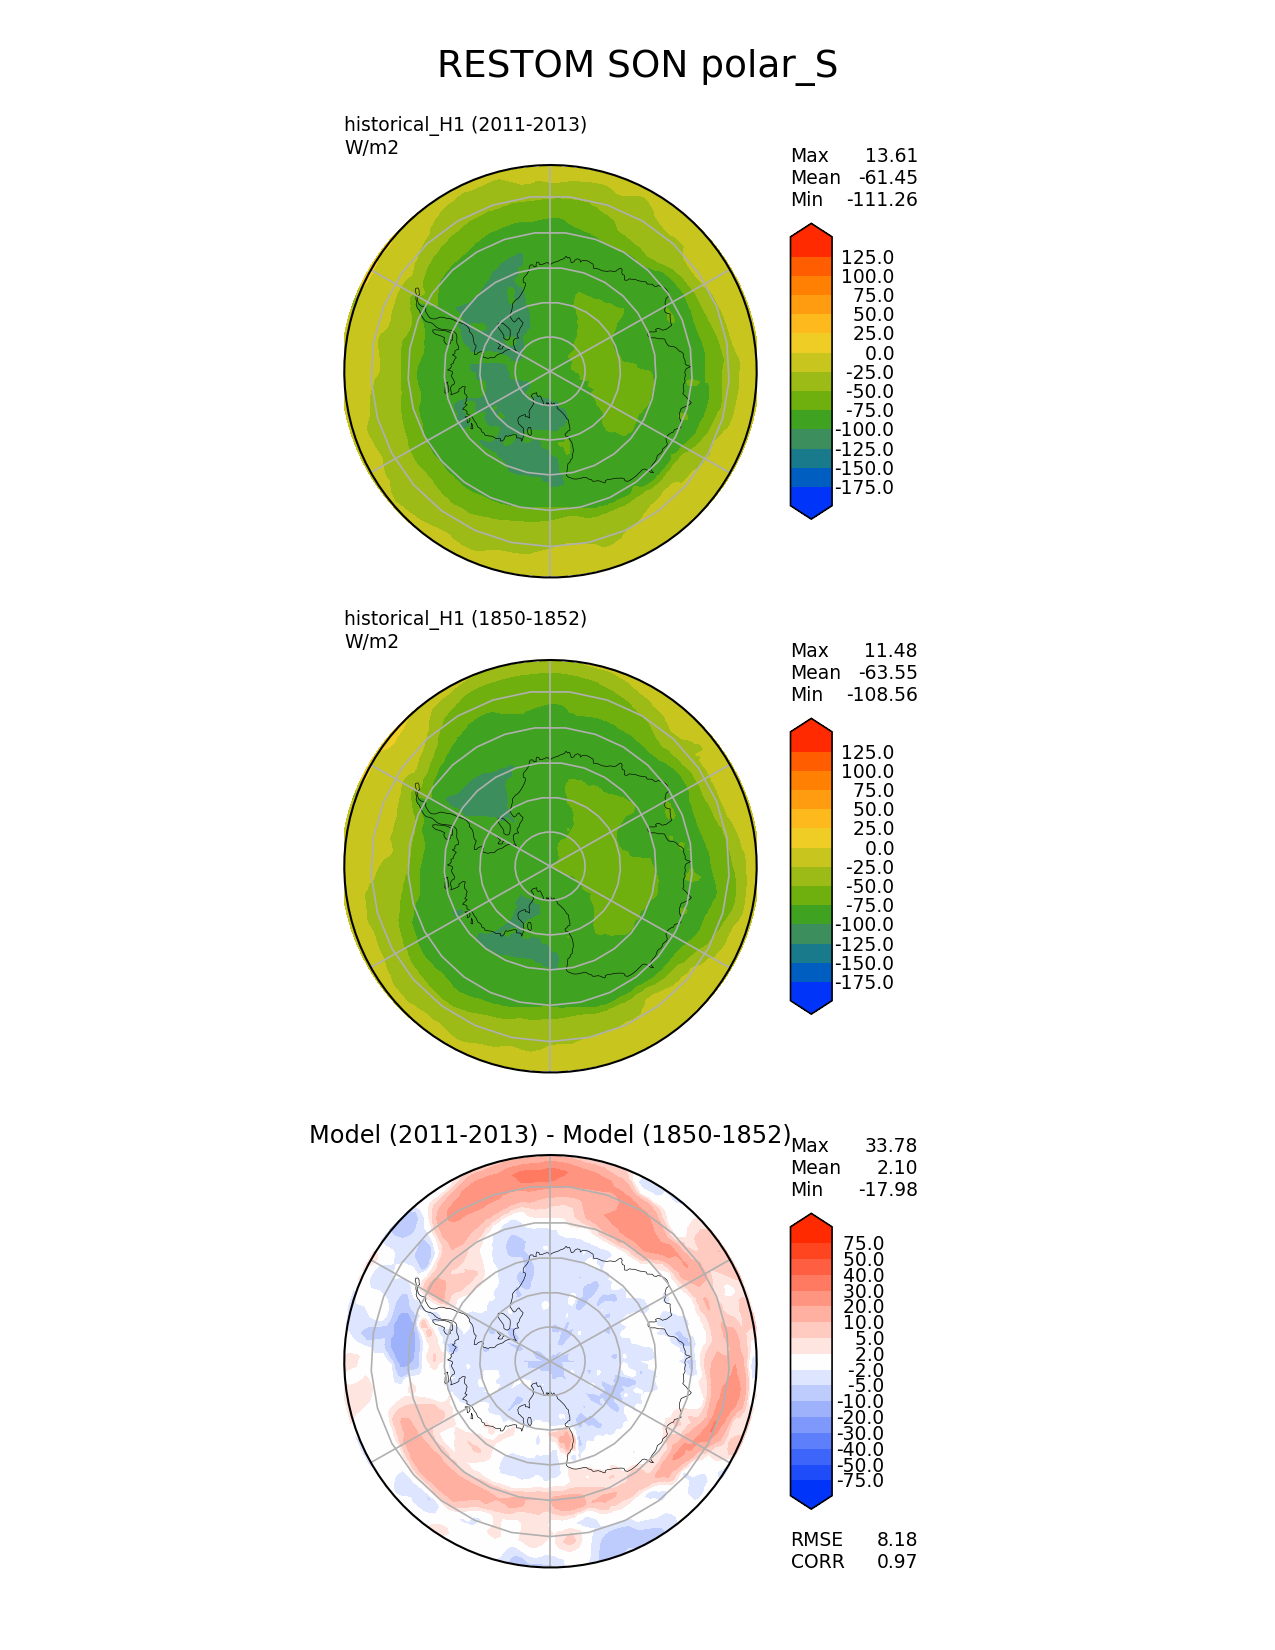 RESTOM SON polar_S
historical_H1 (2011-2013)
W/m2
Max 13.61
Mean -61.45
Min -111.26
125.0
100.0
75.0
50.0
25.0
0.0
-25.0
-50.0
-75.0
-100.0
-125.0
-150.0
-175.0
historical_H1 (1850-1852)
W/m2
Max 11.48
Mean -63.55
Min -108.56
125.0
100.0
75.0
50.0
25.0
0.0
-25.0
-50.0
-75.0
-100.0
-125.0
-150.0
-175.0
Model (2011-2013) - Model (1850-1852)
Max 33.78
Mean 2.10
Min -17.98
75.0
50.0
40.0
30.0
20.0
10.0
5.0
2.0
-2.0
-5.0
-10.0
-20.0
-30.0
-40.0
-50.0
-75.0
RMSE 8.18
CORR 0.97